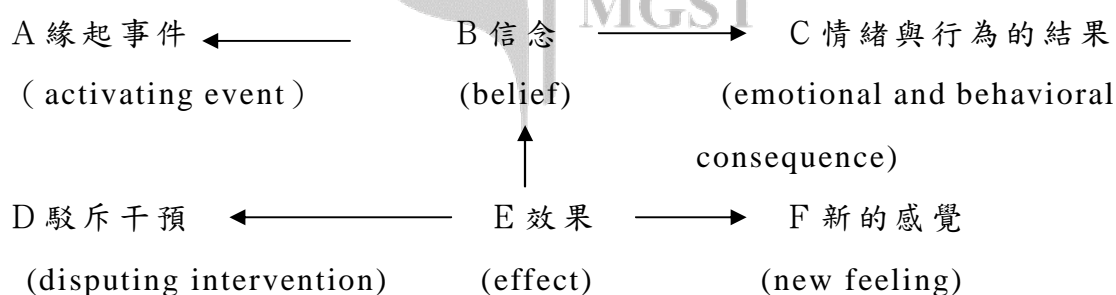 MGST
A 緣起事件 B 信念 C 情緒與行為的結果
（activating event） (belief) (emotional and behavioral
consequence)
D 駁斥干預 E 效果 F 新的感覺
(disputing intervention) (effect) (new feeling)